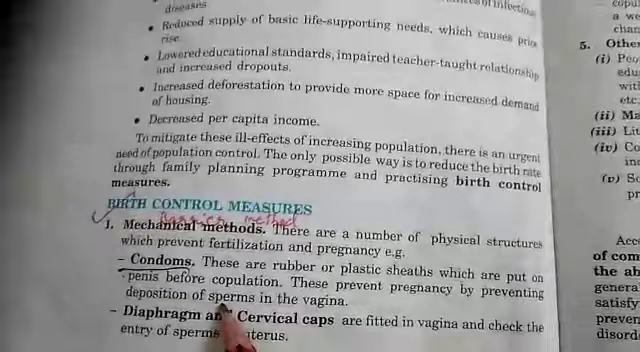 diseases
• Reduced supply of basic life-supporting needs, which causes price
rise.
• Lowered educational standards, impaired teacher-taught relationship
and increased dropouts.
• Increased deforestation to provide more space for increased demand
of housing.
• Decreased per capita income.
To mitigate these ill-effects of increasing population, there is an urgent
need of population control. The only possible way is to reduce the birth rate
through family planning programme and practising birth control
measures.
BIRTH CONTROL MEASURES
Barrier method
1. Mechanical methods. There are a number of physical structures
which prevent fertilization and pregnancy e.g.
– Condoms. These are rubber or plastic sheaths which are put on
penis before copulation. These prevent pregnancy by preventing
deposition of sperms in the vagina.
– Diaphragm an Cervical caps are fitted in vagina and check the
entry of sperms uterus.
a we
5. Othe
(i) Peo
edu
wit
etc.
(ii) Ma
(iii) Lit
(iv) Co
in
(v) So
pr
Acc
of com
the ab
genera
satisfy
prevent
disord